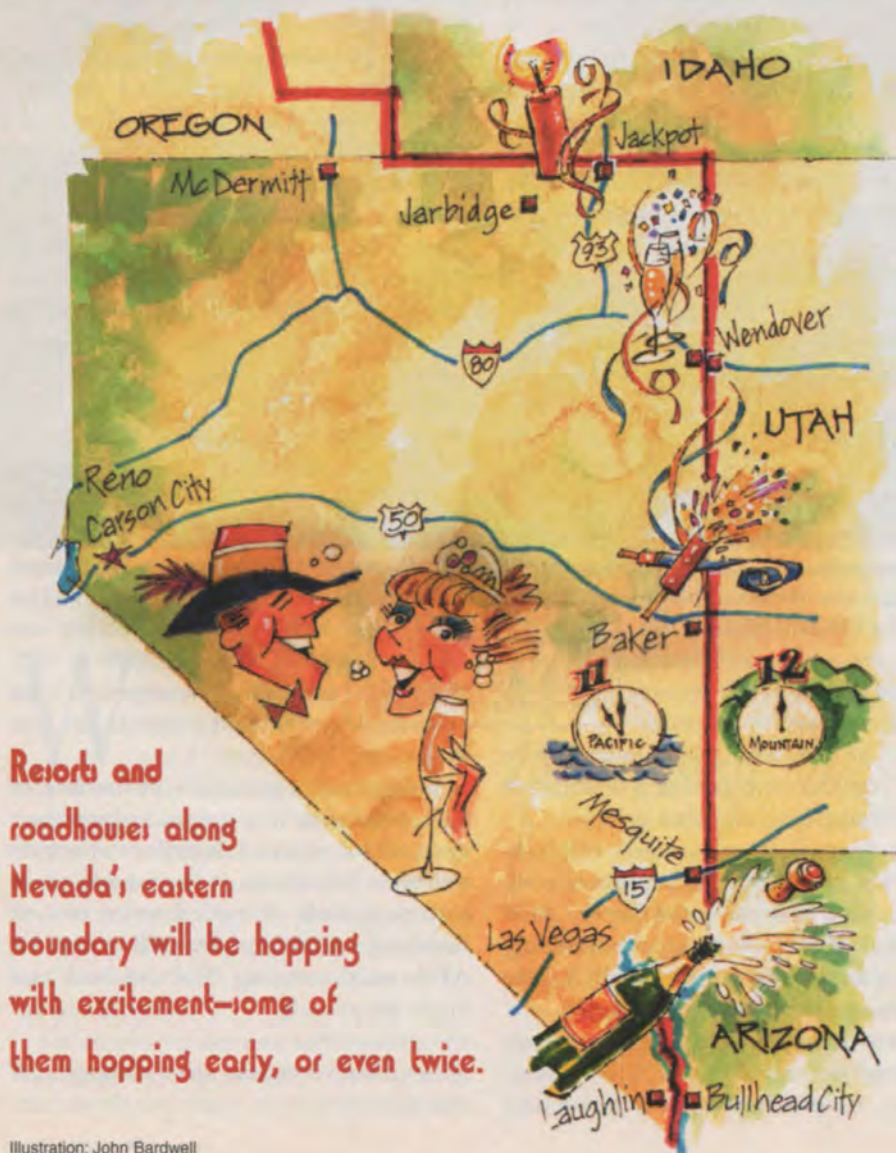 IDAHO
OREGON
Jackpot
McDermitt
Jarbidge
93
Wendover
80
UTAH
Reno
Carson City
50
Baker
11
12
PACIFIC
MOUNTAIN
Resorts and
roadhouses along
Nevada's eastern
boundary will be hopping
with excitement—some of
them hopping early, or even twice.
Mesquite
15
Las Vegas
ARIZONA
Laughlin
Bullhead City
Illustration: John Bardwell